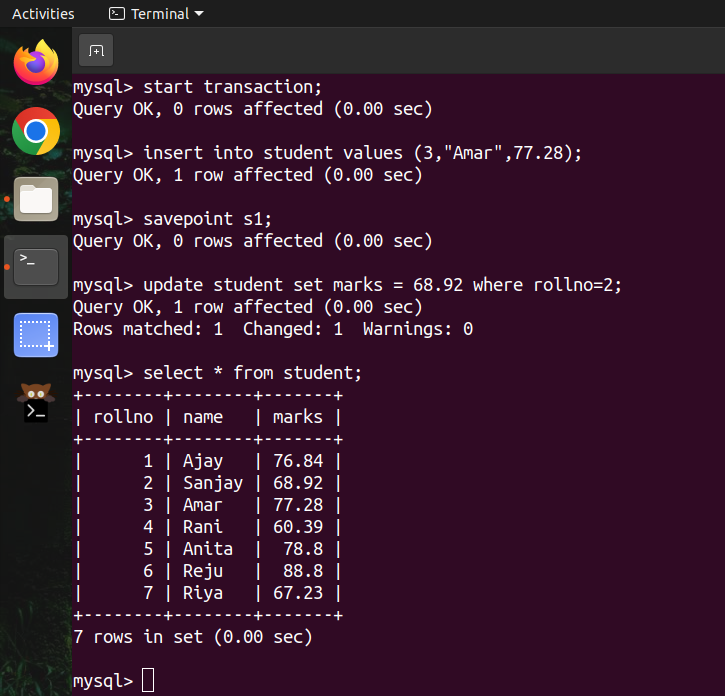 Activities Terminal
mysql> start transaction;
Query OK, 0 rows affected (0.00 sec)
mysql> insert into student values (3,"Amar",77.28);
Query OK, 1 row affected (0.00 sec)
mysql> savepoint s1;
Query OK, 0 rows affected (0.00 sec)
mysql> update student set marks = 68.92 where rollno=2;
Query OK, 1 row affected (0.00 sec)
Rows matched: 1  Changed: 1  Warnings: 0
mysql> select * from student;
+--------+--------+-------+
| rollno | name   | marks |
+--------+--------+-------+
|      1 | Ajay   | 76.84 |
|      2 | Sanjay | 68.92 |
|      3 | Amar   | 77.28 |
|      4 | Rani   | 60.39 |
|      5 | Anita  |  78.8 |
|      6 | Reju   |  88.8 |
|      7 | Riya   | 67.23 |
+--------+--------+-------+
7 rows in set (0.00 sec)
mysql>